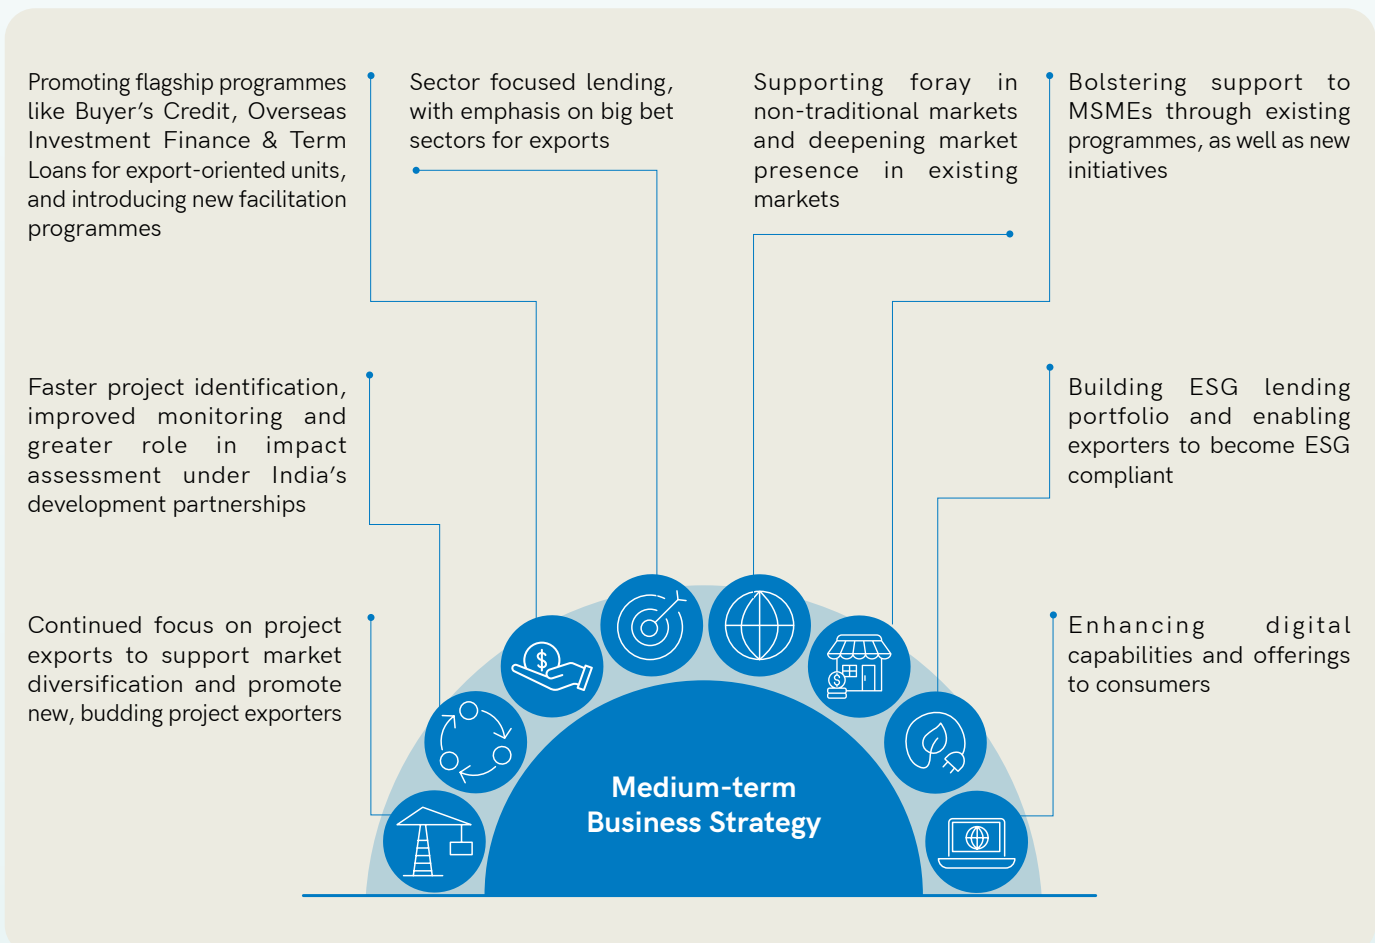 Promoting flagship programmes
like Buyer’s Credit, Overseas
Investment Finance & Term
Loans for export-oriented units,
and introducing new facilitation
programmes
Sector focused lending,
with emphasis on big bet
sectors for exports
Supporting foray in
non-traditional markets
and deepening market
presence in existing
markets
Bolstering support to
MSMEs through existing
programmes, as well as new
initiatives
Faster project identification,
improved monitoring and
greater role in impact
assessment under India’s
development partnerships
Building ESG lending
portfolio and enabling
exporters to become ESG
compliant
Continued focus on project
exports to support market
diversification and promote
new, budding project exporters
Enhancing digital
capabilities and offerings
to consumers
$
$
Medium-term
Business Strategy